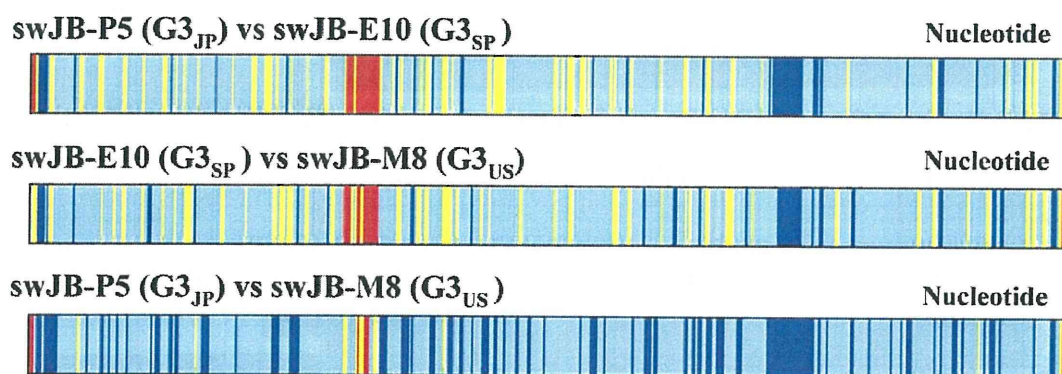 swJB-P5 (G3JP) vs swJB-E10 (G3SP) Nucleotide
swJB-E10 (G3SP) vs swJB-M8 (G3US) Nucleotide
swJB-P5 (G3JP) vs swJB-M8 (G3US) Nucleotide